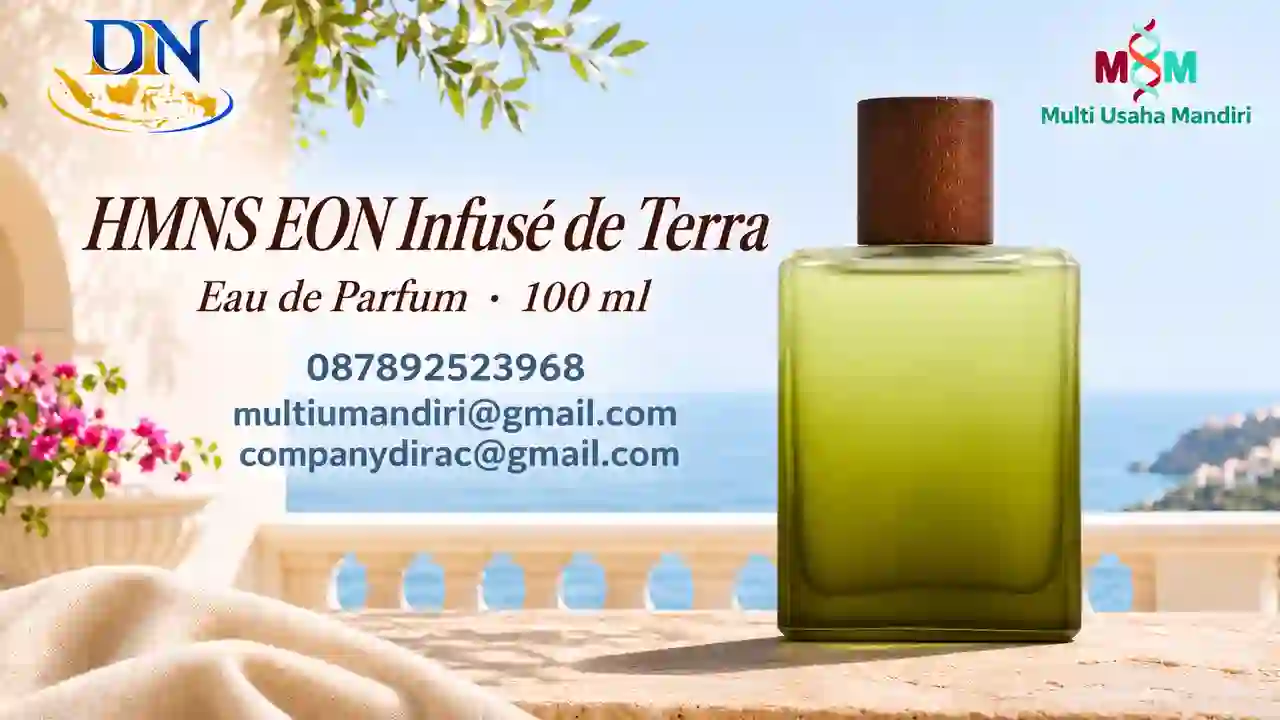 DN
MM
Multi Usaha Mandiri
HMNS EON Infusé de Terra
Eau de Parfum · 100 ml
087892523968
multiumandiri@gmail.com
companydirac@gmail.com